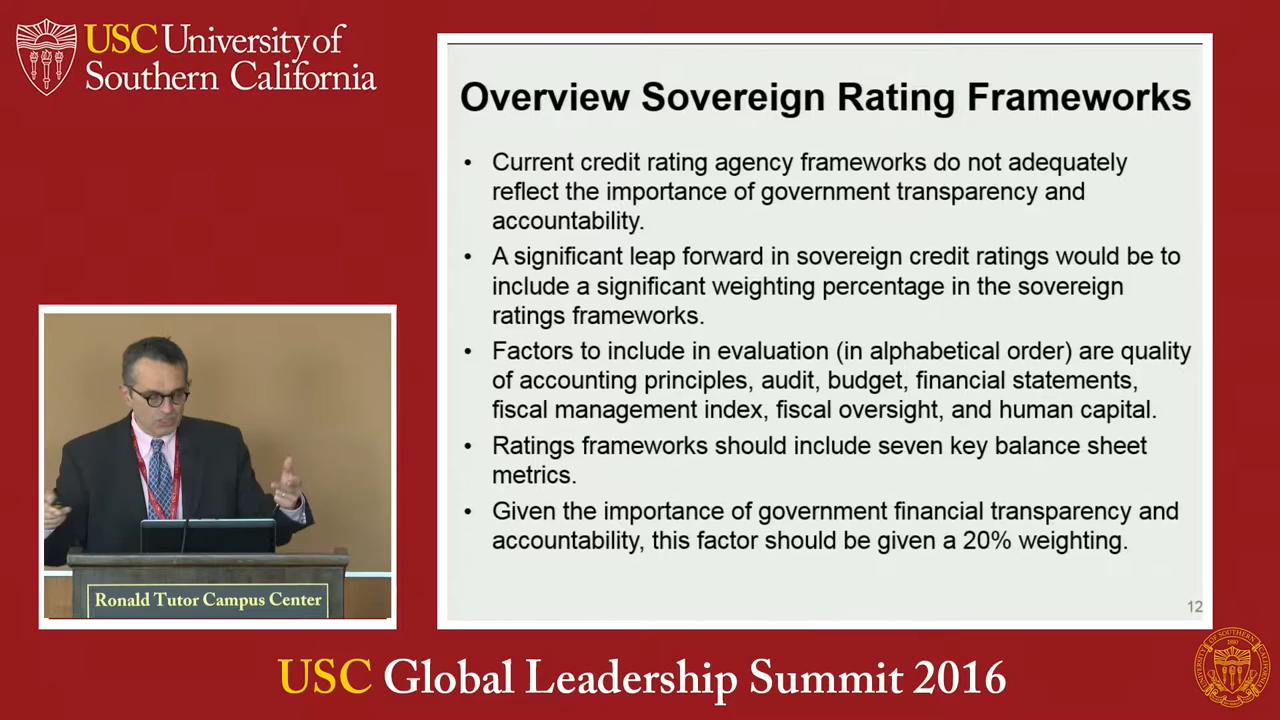 USC University of
Southern California
Overview Sovereign Rating Frameworks
• Current credit rating agency frameworks do not adequately
reflect the importance of government transparency and
accountability.
• A significant leap forward in sovereign credit ratings would be to
include a significant weighting percentage in the sovereign
ratings frameworks.
• Factors to include in evaluation (in alphabetical order) are quality
of accounting principles, audit, budget, financial statements,
fiscal management index, fiscal oversight, and human capital.
• Ratings frameworks should include seven key balance sheet
metrics.
• Given the importance of government financial transparency and
accountability, this factor should be given a 20% weighting.
12
Ronald Tutor Campus Center
USC Global Leadership Summit 2016